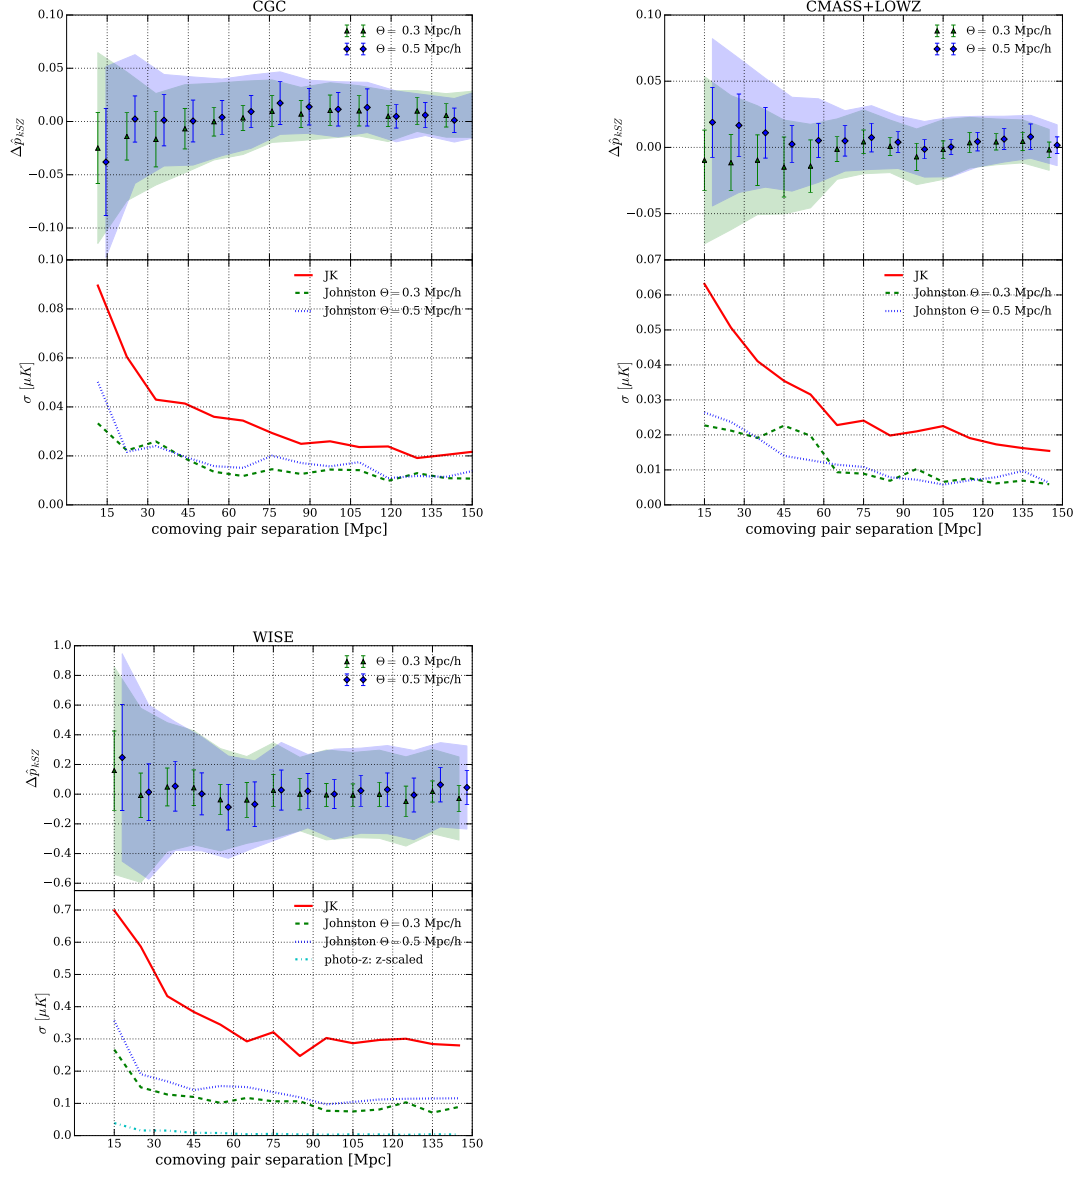 CGC
Θ = 0.3 Mpc/h
Θ = 0.5 Mpc/h
Δp̂_kSZ
0.10
0.05
0.00
−0.05
−0.10
JK
Johnston Θ = 0.3 Mpc/h
Johnston Θ = 0.5 Mpc/h
σ [μK]
0.10
0.08
0.06
0.04
0.02
0.00
15 30 45 60 75 90 105 120 135 150
comoving pair separation [Mpc]
CMASS+LOWZ
Θ = 0.3 Mpc/h
Θ = 0.5 Mpc/h
Δp̂_kSZ
0.10
0.05
0.00
−0.05
JK
Johnston Θ = 0.3 Mpc/h
Johnston Θ = 0.5 Mpc/h
σ [μK]
0.07
0.06
0.05
0.04
0.03
0.02
0.01
0.00
15 30 45 60 75 90 105 120 135 150
comoving pair separation [Mpc]
WISE
Θ = 0.3 Mpc/h
Θ = 0.5 Mpc/h
Δp̂_kSZ
1.0
0.8
0.6
0.4
0.2
0.0
−0.2
−0.4
−0.6
JK
Johnston Θ = 0.3 Mpc/h
Johnston Θ = 0.5 Mpc/h
photo-z: z-scaled
σ [μK]
0.7
0.6
0.5
0.4
0.3
0.2
0.1
0.0
15 30 45 60 75 90 105 120 135 150
comoving pair separation [Mpc]